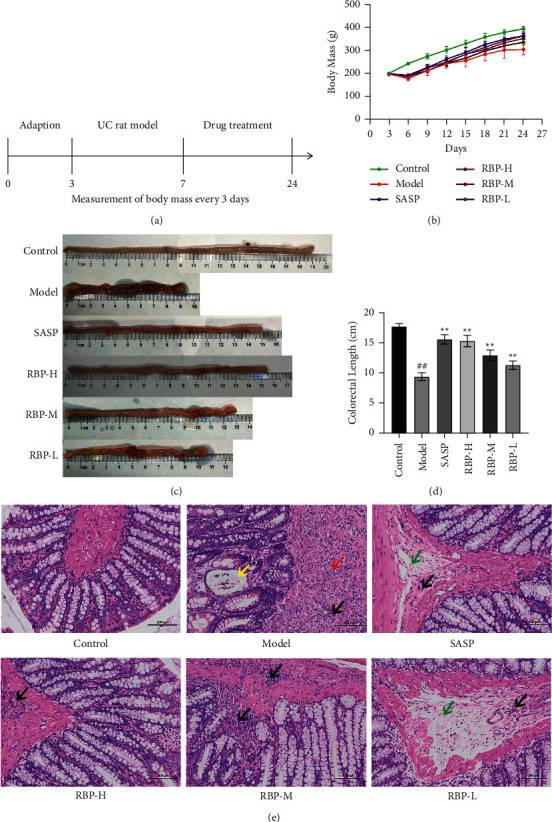 Adaption UC rat model Drug treatment
0 3 7 24
Measurement of body mass every 3 days
(a)
Body Mass (g)
500
400
300
200
100
0
0 3 6 9 12 15 18 21 24 27
Days
Control RBP-H
Model RBP-M
SASP RBP-L
(b)
Control
Model
SASP
RBP-H
RBP-M
RBP-L
(c)
Colorectal Length (cm)
20
15
10
5
0
## ** ** ** **
Control Model SASP RBP-H RBP-M RBP-L
(d)
Control Model SASP
RBP-H RBP-M RBP-L
(e)